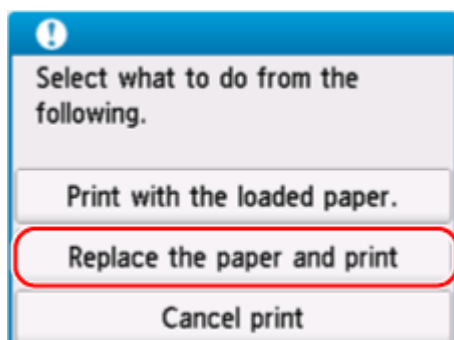 Select what to do from the
following.
Print with the loaded paper.
Replace the paper and print
Cancel print